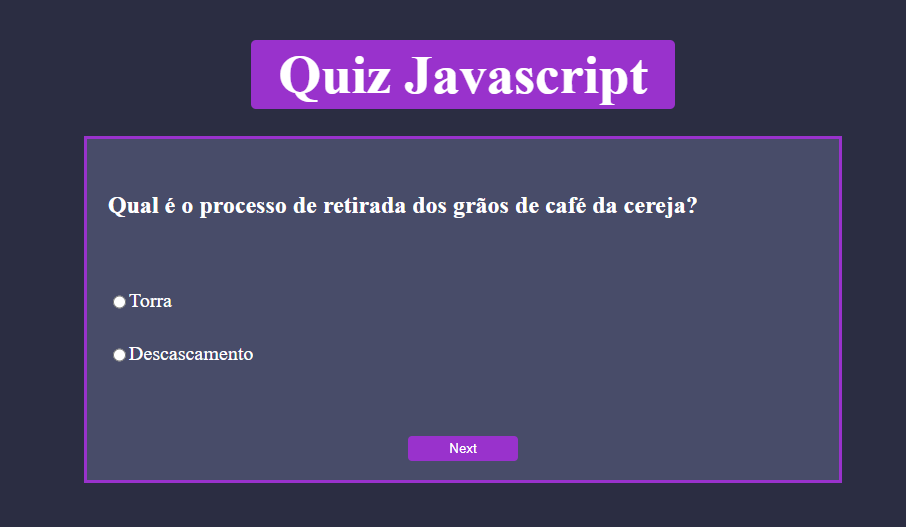 Quiz Javascript
Qual é o processo de retirada dos grãos de café da cereja?
Torra
Descascamento
Next